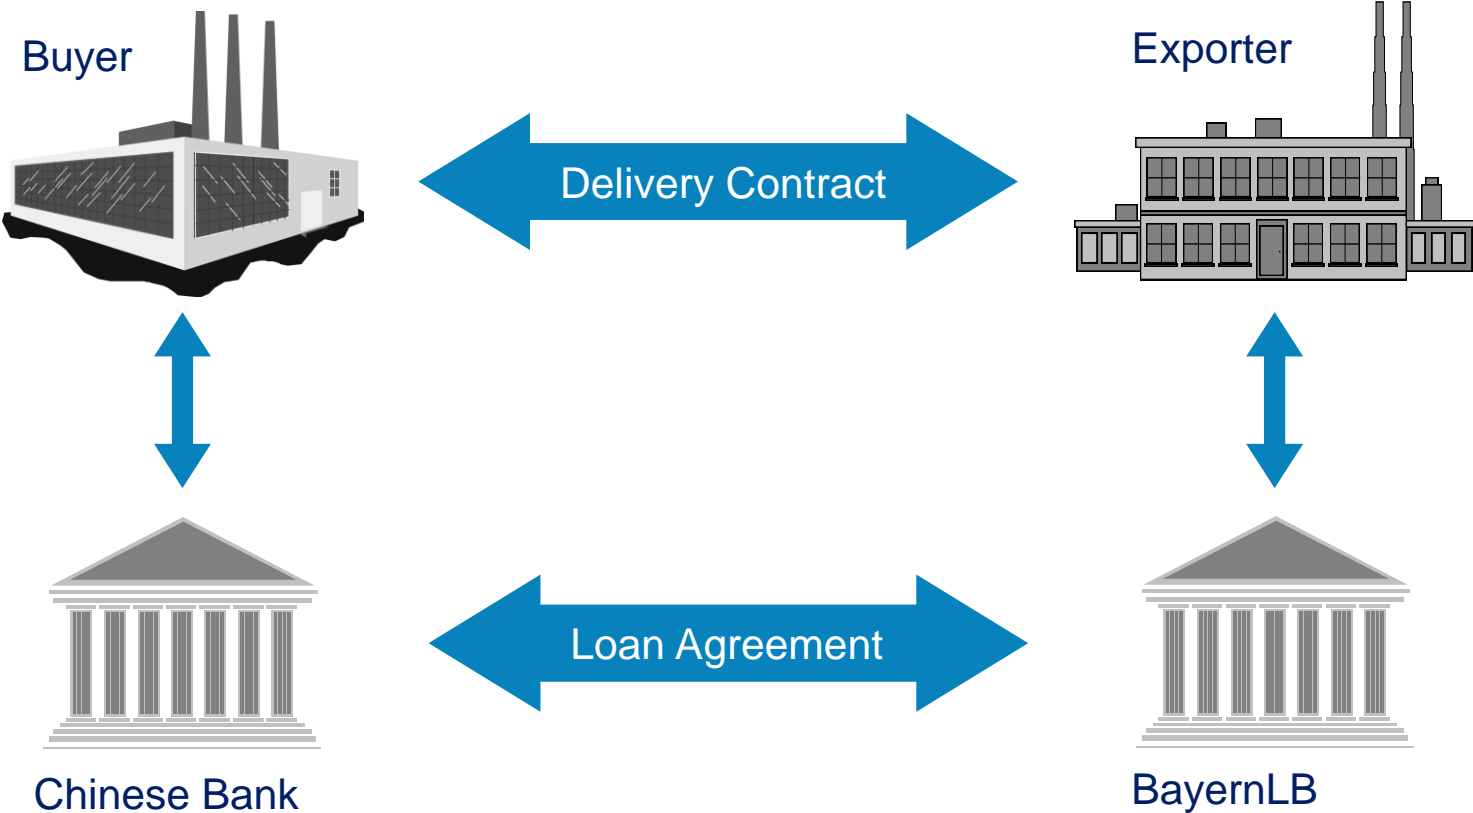 Buyer
Exporter
Delivery Contract
Loan Agreement
Chinese Bank
BayernLB